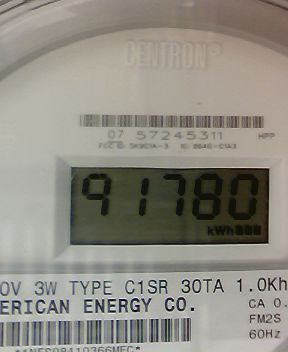 CENTRON®
07 57245311 HPP
91780
kWh
0V 3W TYPE C1SR 30TA 1.0Kh
ERICAN ENERGY CO. CA 0.
FM2S
60Hz